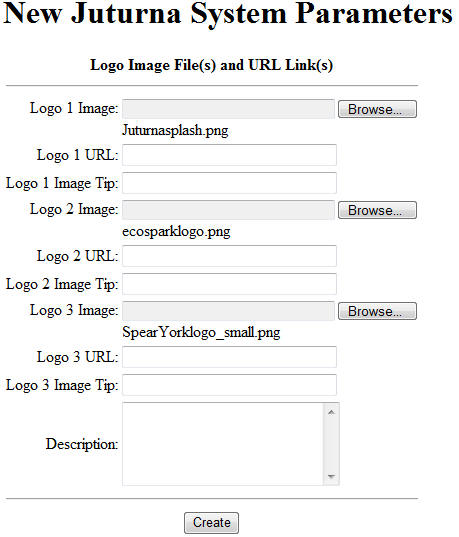 New Juturna System Parameters
Logo Image File(s) and URL Link(s)
Logo 1 Image: Browse...
Juturnasplash.png
Logo 1 URL:
Logo 1 Image Tip:
Logo 2 Image: Browse...
ecosparklogo.png
Logo 2 URL:
Logo 2 Image Tip:
Logo 3 Image: Browse...
SpearYorklogo_small.png
Logo 3 URL:
Logo 3 Image Tip:
Description:
Create